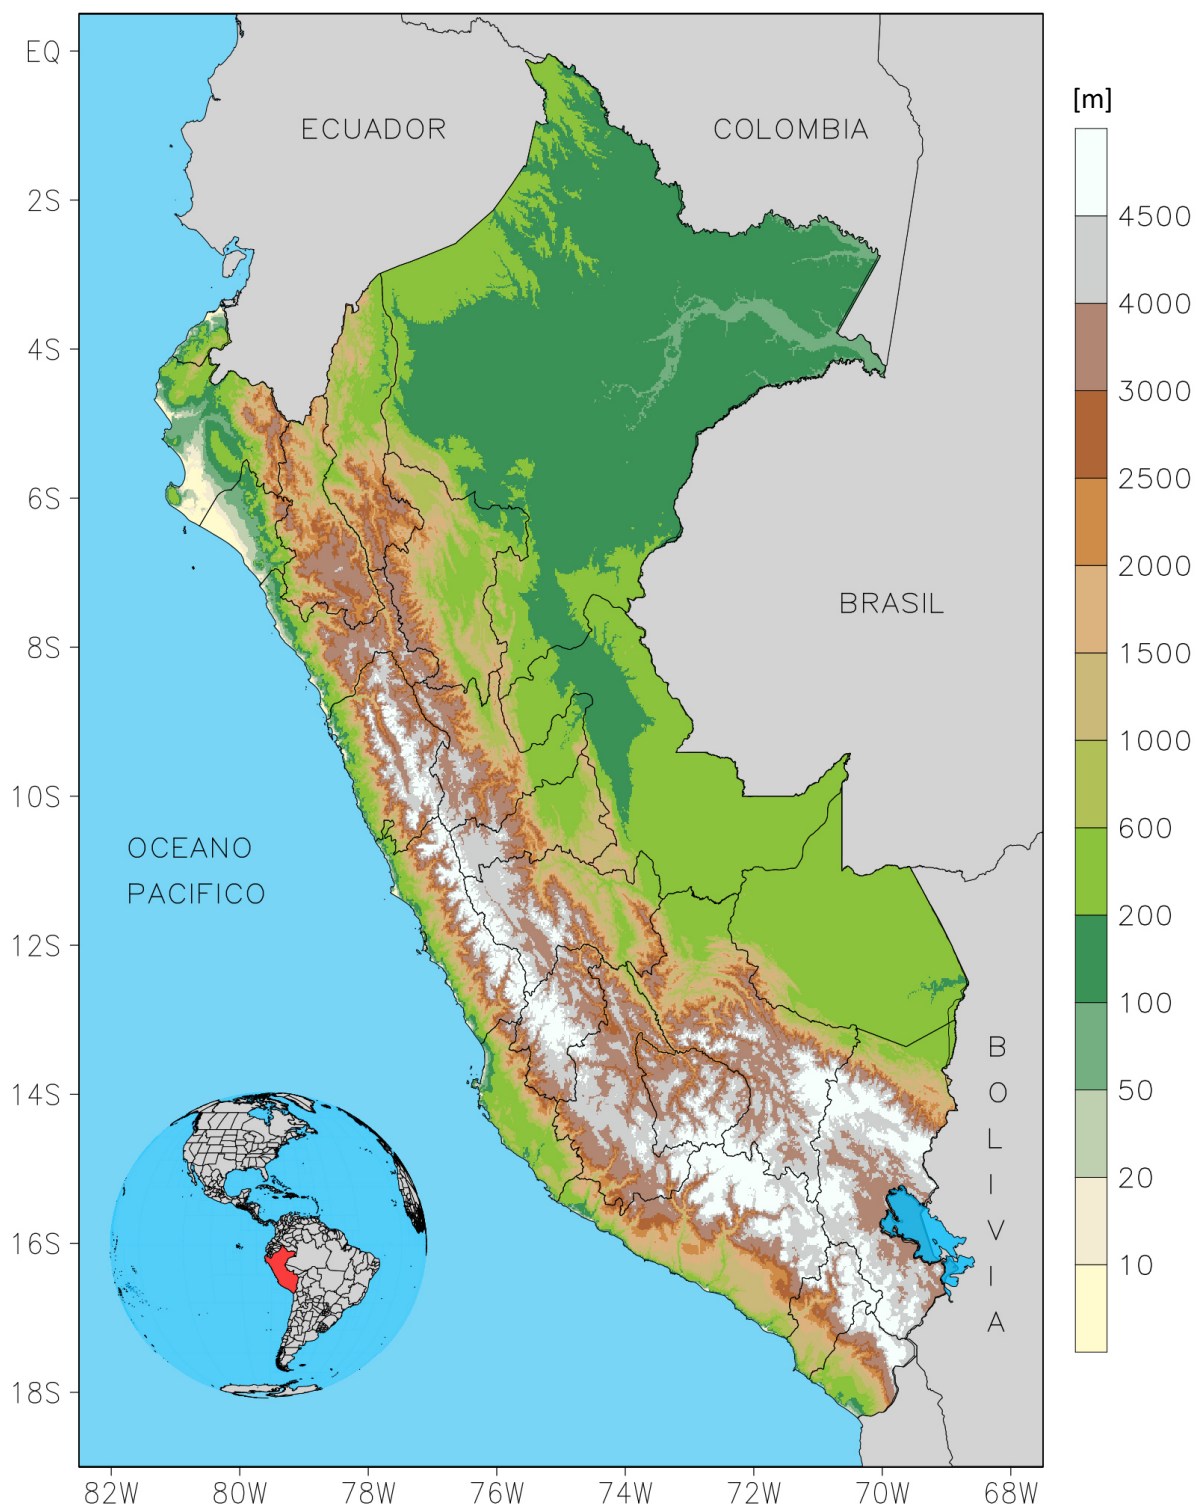 [m]
EQ
2S
4S
6S
8S
10S
12S
14S
16S
18S
ECUADOR
COLOMBIA
BRASIL
OCEANO
PACIFICO
B
O
L
I
V
I
A
4500
4000
3000
2500
2000
1500
1000
600
200
100
50
20
10
82W
80W
78W
76W
74W
72W
70W
68W